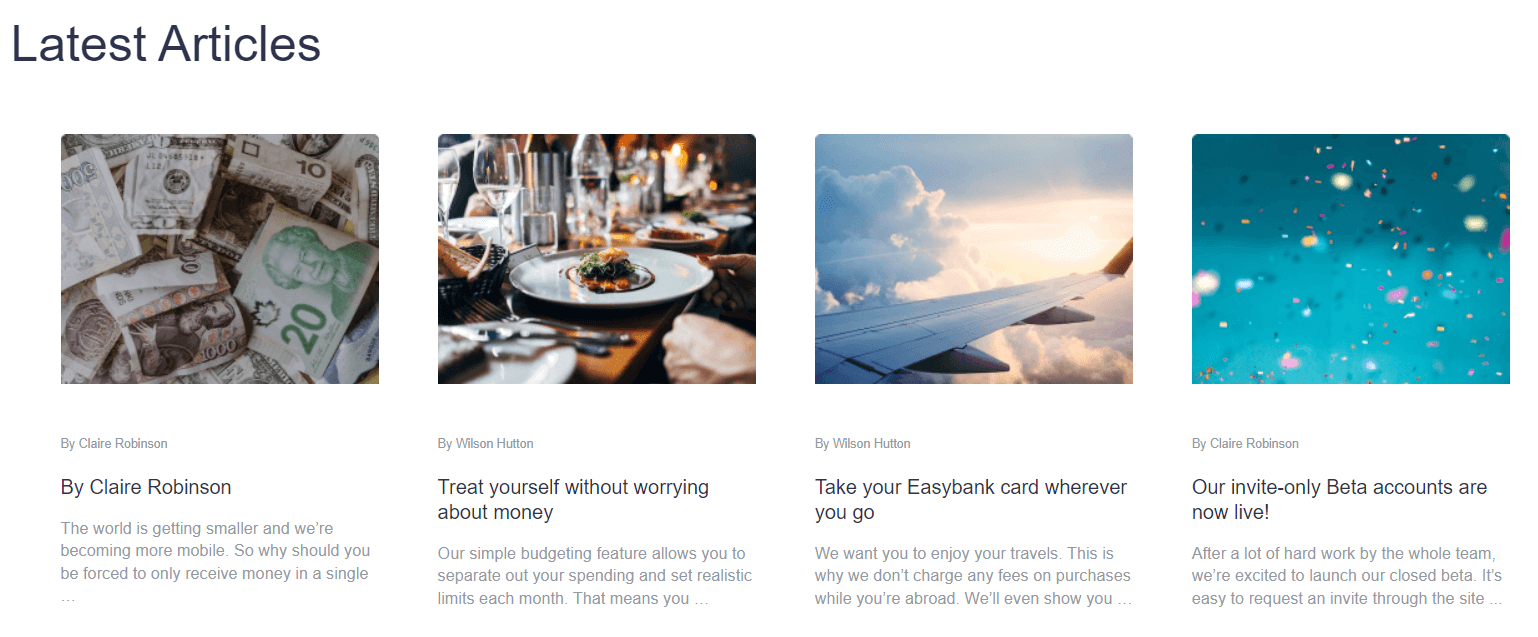 Latest Articles
By Claire Robinson
By Claire Robinson
The world is getting smaller and we’re
becoming more mobile. So why should you
be forced to only receive money in a single
…
By Wilson Hutton
Treat yourself without worrying
about money
Our simple budgeting feature allows you to
separate out your spending and set realistic
limits each month. That means you …
By Wilson Hutton
Take your Easybank card wherever
you go
We want you to enjoy your travels. This is
why we don’t charge any fees on purchases
while you’re abroad. We’ll even show you …
By Claire Robinson
Our invite-only Beta accounts are
now live!
After a lot of hard work by the whole team,
we’re excited to launch our closed beta. It’s
easy to request an invite through the site ...
10
20
1000